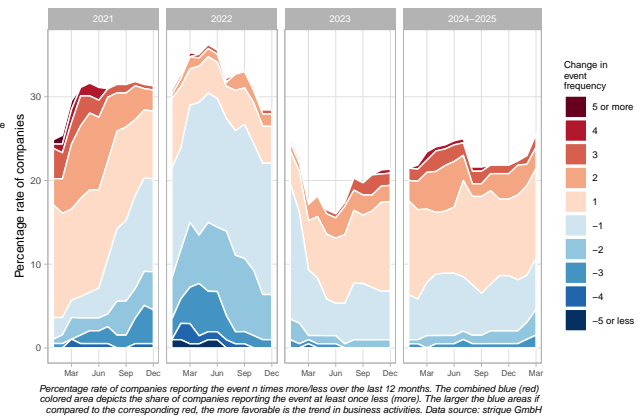 2021 2022 2023 2024–2025
Percentage rate of companies
30
20
10
0
e
Mar Jun Sep Dec Mar Jun Sep Dec Mar Jun Sep Dec Mar Jun Sep Dec Mar
Change in
event
frequency
5 or more
4
3
2
1
−1
−2
−3
−4
−5 or less
Percentage rate of companies reporting the event n times more/less over the last 12 months. The combined blue (red)
colored area depicts the share of companies reporting the event at least once less (more). The larger the blue areas if
compared to the corresponding red, the more favorable is the trend in business activities. Data source: strique GmbH